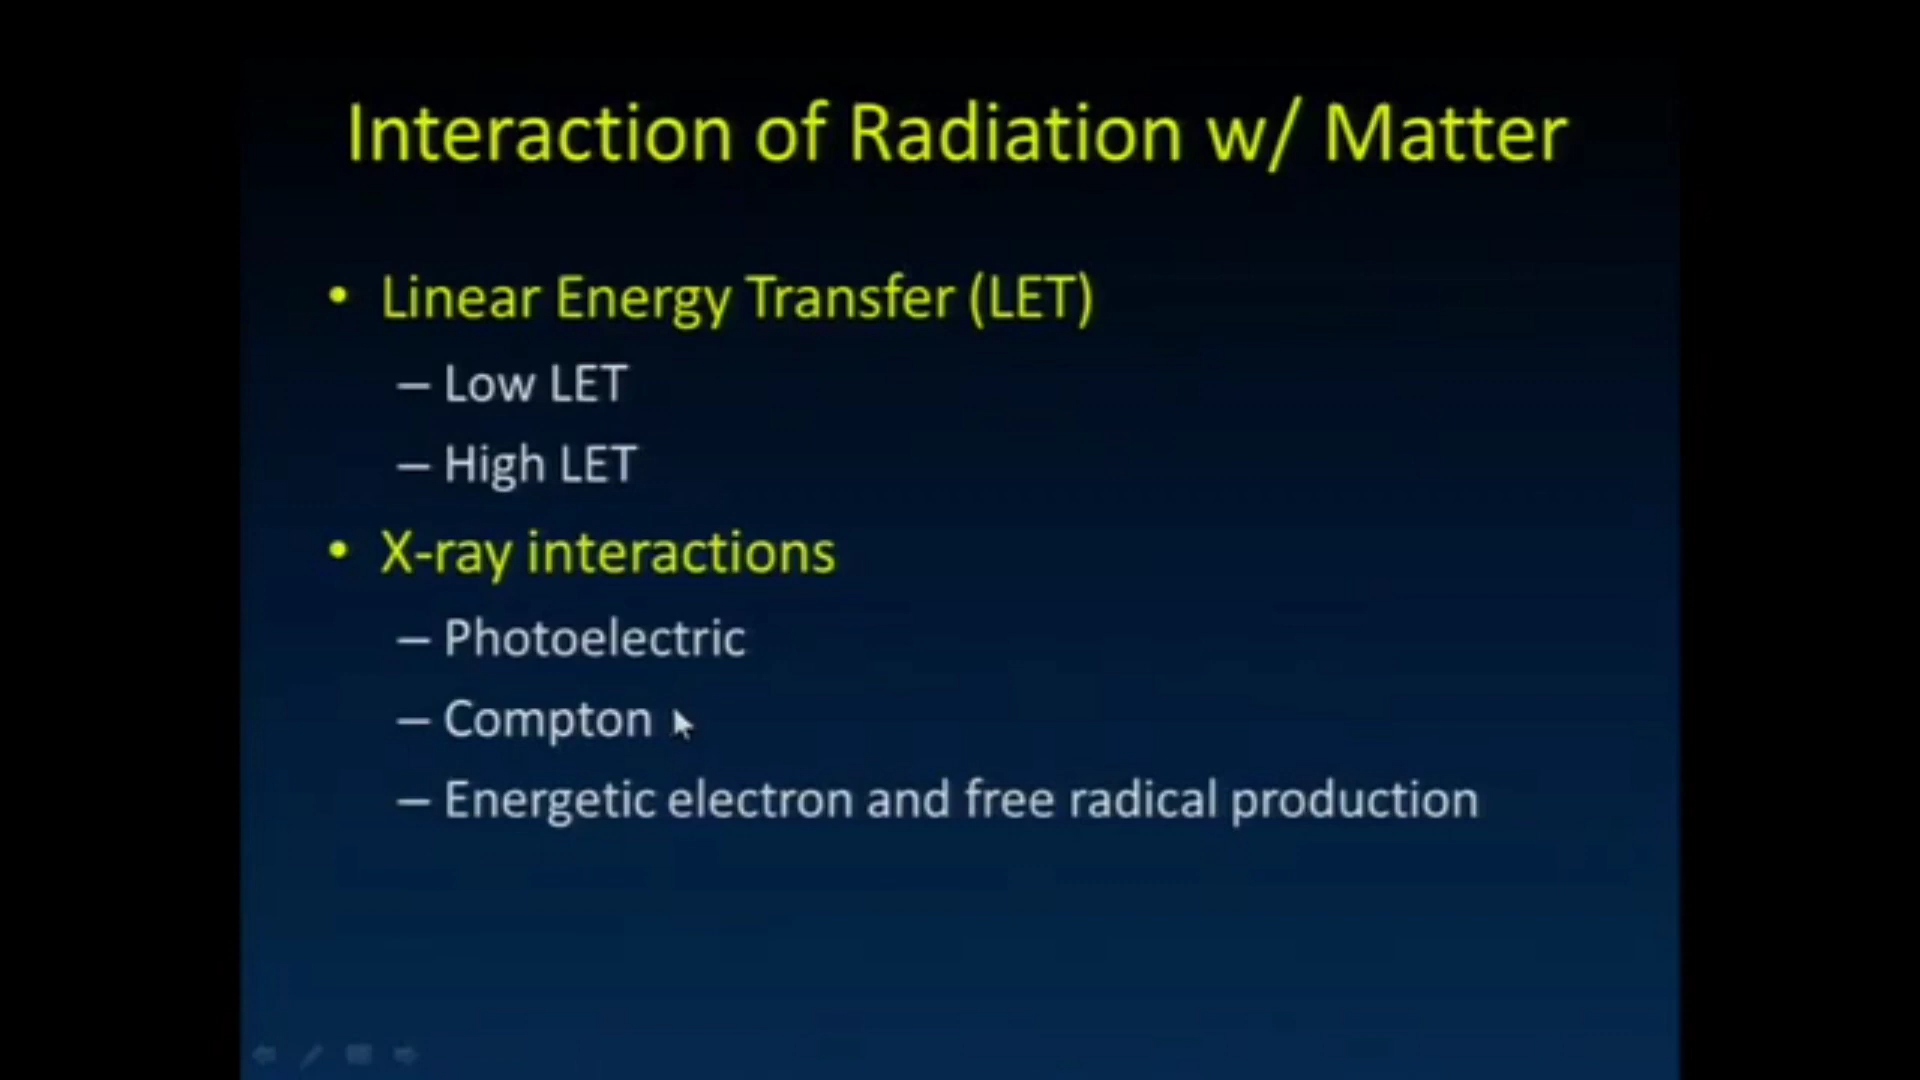 Interaction of Radiation w/ Matter
• Linear Energy Transfer (LET)
– Low LET
– High LET
• X-ray interactions
– Photoelectric
– Compton
– Energetic electron and free radical production